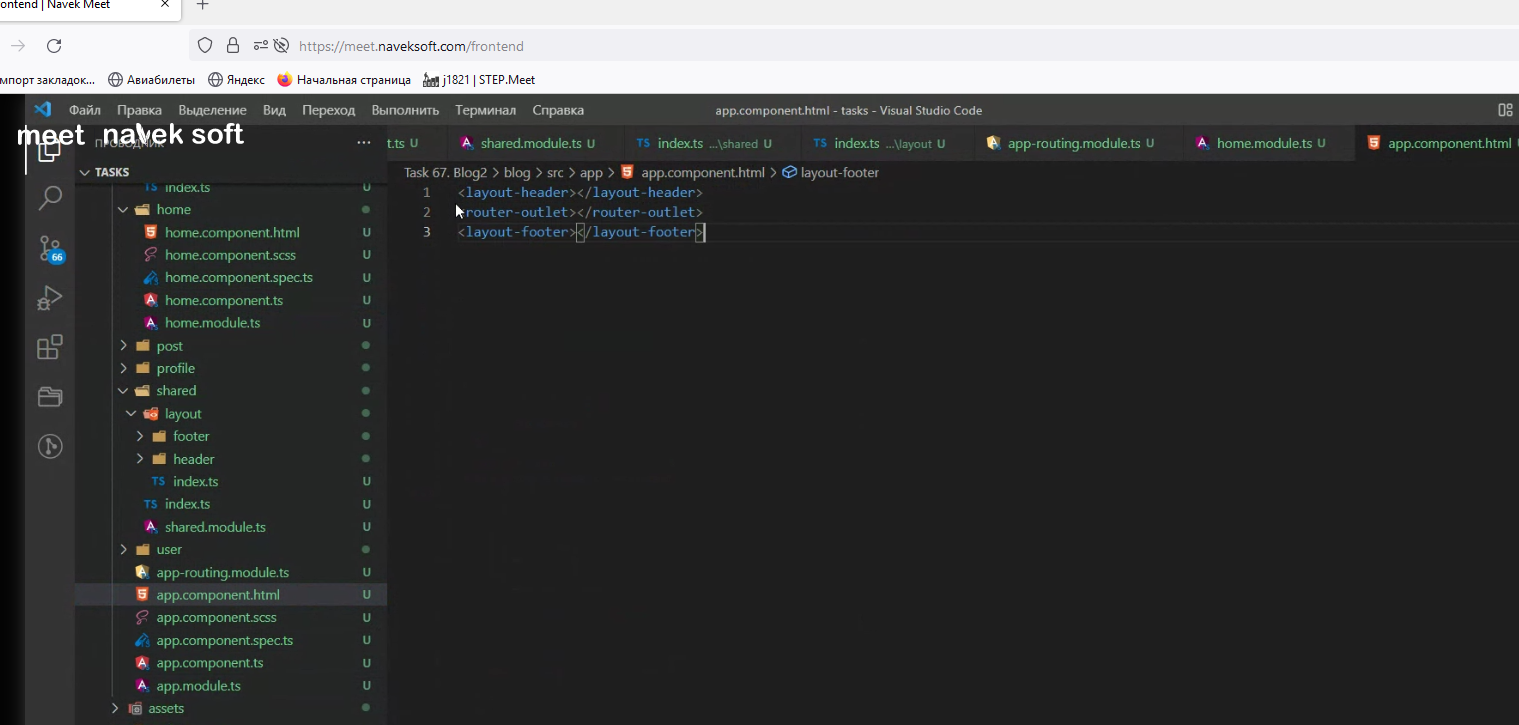 ontend | Navek Meet
https://meet.naveksoft.com/frontend
мпорт закладок...
Авиабилеты
Яндекс
Начальная страница
j1821 | STEP.Meet
Файл Правка Выделение Вид Переход Выполнить Терминал Справка
app.component.html - tasks - Visual Studio Code
meet navek soft
ПРОВОДНИК
t.ts U
shared.module.ts U
TS index.ts ...\shared U
TS index.ts ...\layout U
app-routing.module.ts U
home.module.ts U
app.component.html U
TASKS
Task 67. Blog2 > blog > src > app > app.component.html > layout-footer
1 <layout-header></layout-header>
2 <router-outlet></router-outlet>
3 <layout-footer></layout-footer>
66
TS index.ts U
home
home.component.html U
home.component.scss U
home.component.spec.ts U
home.component.ts U
home.module.ts U
post
profile
shared
layout
footer
header
TS index.ts U
TS index.ts U
shared.module.ts U
user
app-routing.module.ts U
app.component.html U
app.component.scss U
app.component.spec.ts U
app.component.ts U
app.module.ts U
assets